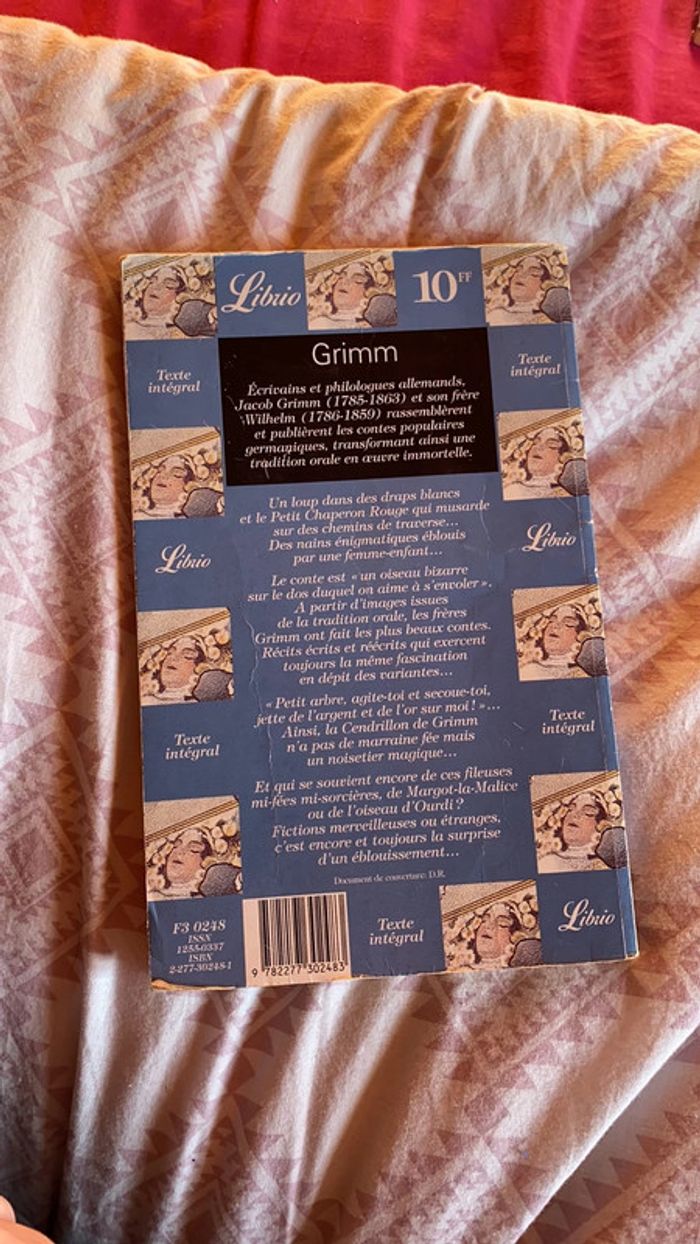 Librio
10FF
Texte
intégral
Texte
intégral
Grimm
Écrivains et philologues allemands,
Jacob Grimm (1785-1863) et son frère
Wilhelm (1786-1859) rassemblèrent
et publièrent les contes populaires
germaniques, transformant ainsi une
tradition orale en œuvre immortelle.
Un loup dans des draps blancs
et le Petit Chaperon Rouge qui musarde
sur des chemins de traverse...
Des nains énigmatiques éblouis
par une femme-enfant...
Librio
Librio
Le conte est « un oiseau bizarre
sur le dos duquel on aime à s'envoler ».
A partir d'images issues
de la tradition orale, les frères
Grimm ont fait les plus beaux contes.
Récits écrits et réécrits qui exercent
toujours la même fascination
en dépit des variantes...
« Petit arbre, agite-toi et secoue-toi,
jette de l'argent et de l'or sur moi ! »...
Ainsi, la Cendrillon de Grimm
n'a pas de marraine fée mais
un noisetier magique...
Texte
intégral
Texte
intégral
Et qui se souvient encore de ces fileuses
mi-fées mi-sorcières, de Margot-la-Malice
ou de l'oiseau d'Ourdi ?
Fictions merveilleuses ou étranges,
c'est encore et toujours la surprise
d'un éblouissement...
Document de couverture: D.R.
F3 0248
ISSN
1255-0337
ISBN
2-277-30248-1
9 782277 302483
Texte
intégral
Librio